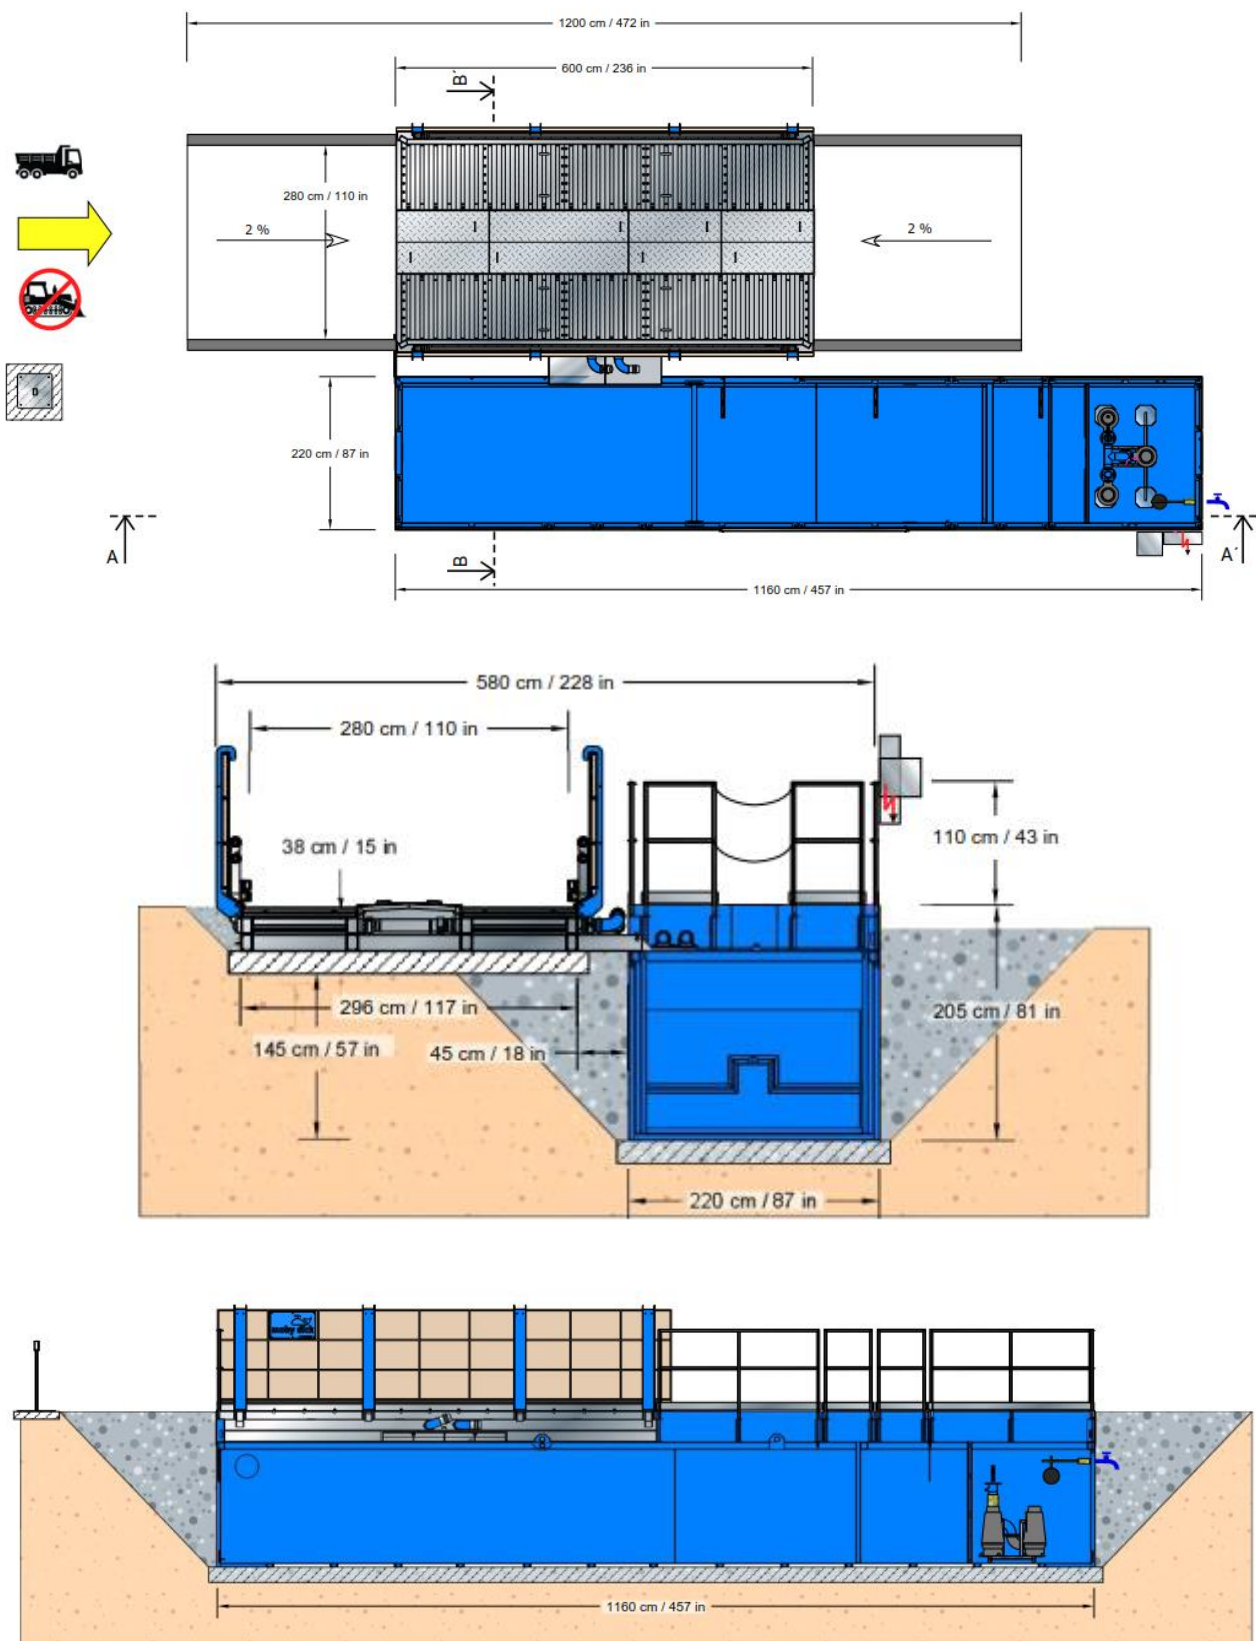 1200 cm / 472 in
600 cm / 236 in
B´
280 cm / 110 in
2 %
2 %
220 cm / 87 in
A
B
A´
1160 cm / 457 in
580 cm / 228 in
280 cm / 110 in
38 cm / 15 in
110 cm / 43 in
296 cm / 117 in
205 cm / 81 in
145 cm / 57 in
45 cm / 18 in
220 cm / 87 in
moby dick
1160 cm / 457 in